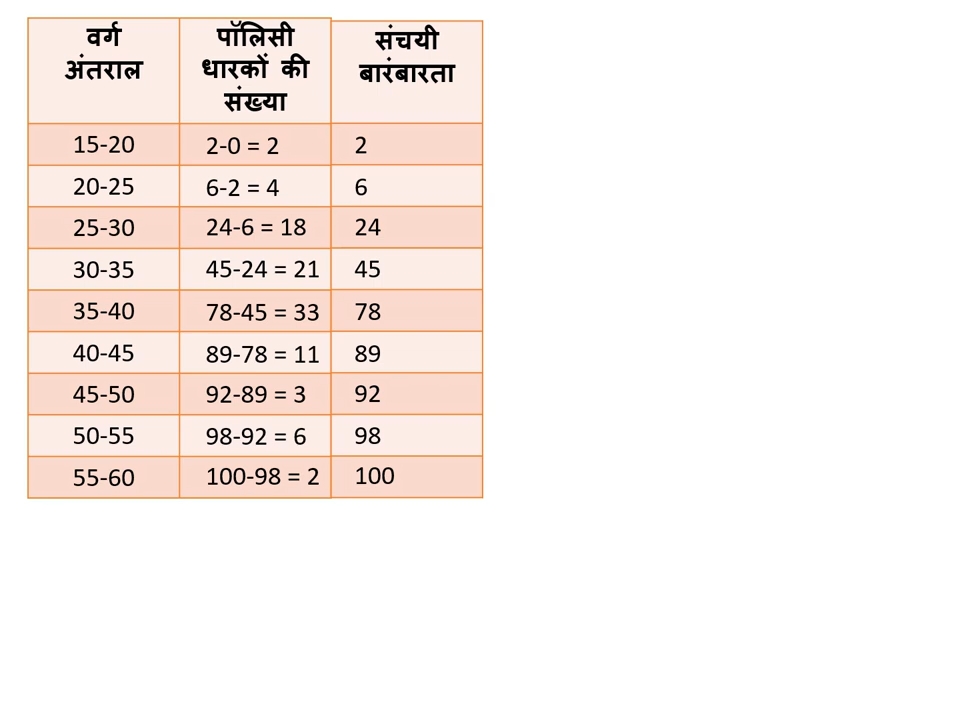 वर्ग अंतराल पॉलिसी धारकों की संख्या संचयी बारंबारता
15-20 2-0 = 2 2
20-25 6-2 = 4 6
25-30 24-6 = 18 24
30-35 45-24 = 21 45
35-40 78-45 = 33 78
40-45 89-78 = 11 89
45-50 92-89 = 3 92
50-55 98-92 = 6 98
55-60 100-98 = 2 100